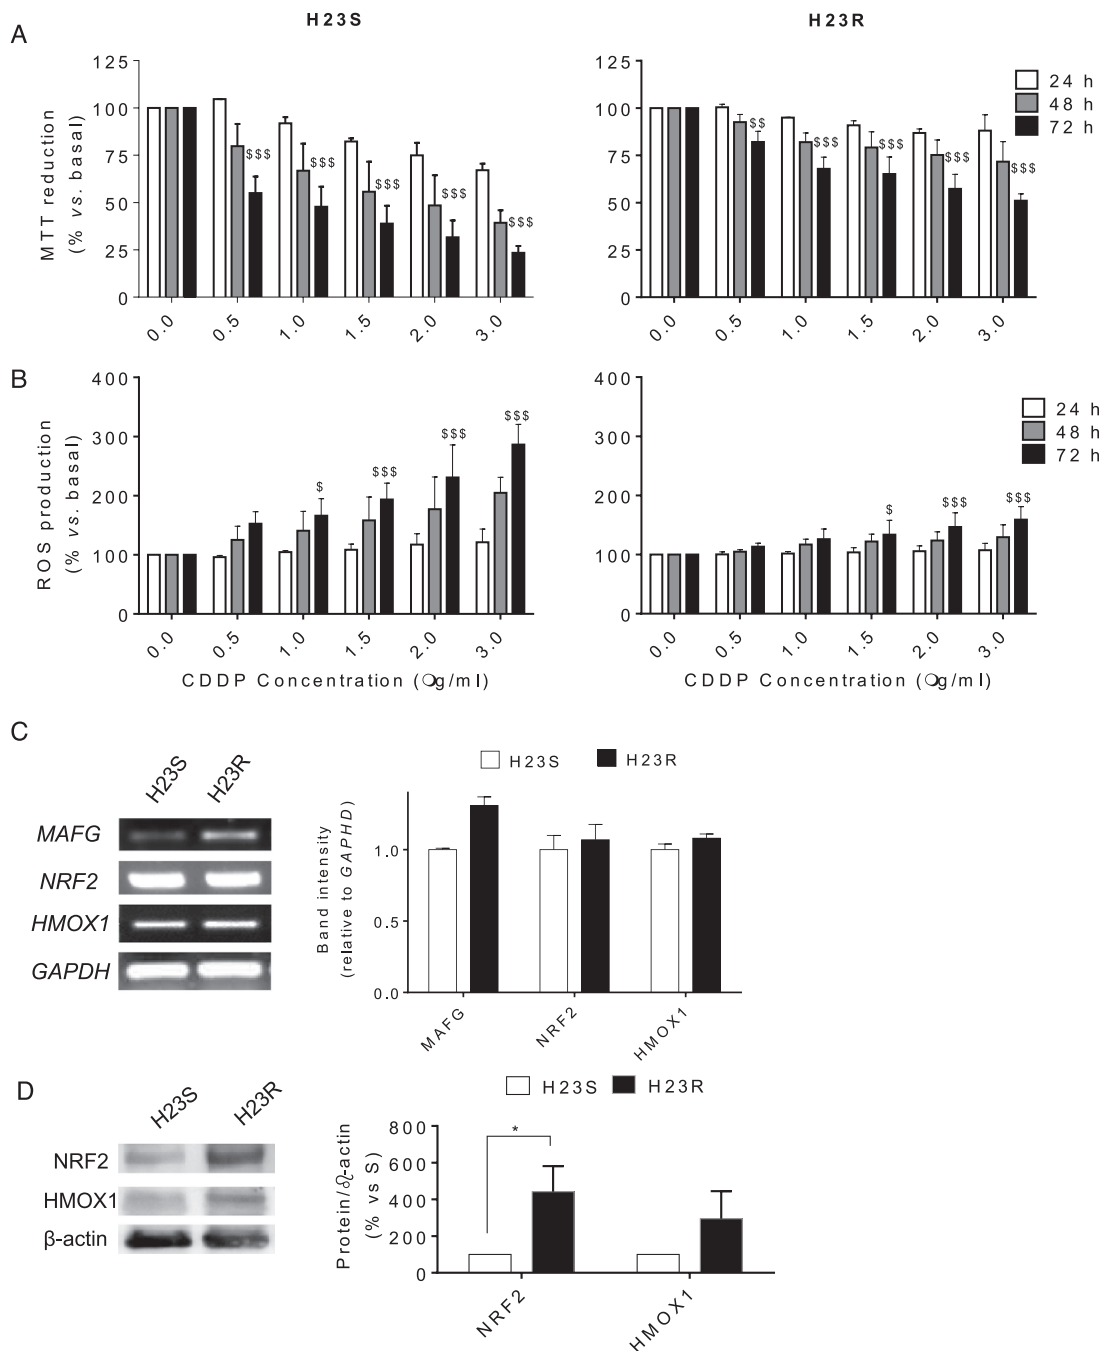 H23S H23R
A
MTT reduction
(% vs. basal)
125
100
75
50
25
0
$$$ $$$ $$$ $$$ $$$
0.0 0.5 1.0 1.5 2.0 3.0
125
100
75
50
25
0
$$ $$$ $$$ $$$ $$$
0.0 0.5 1.0 1.5 2.0 3.0
24 h
48 h
72 h
B
ROS production
(% vs. basal)
400
300
200
100
0
$ $$$ $$$ $$$
0.0 0.5 1.0 1.5 2.0 3.0
CDDP Concentration (g/ml)
400
300
200
100
0
$ $$$ $$$
0.0 0.5 1.0 1.5 2.0 3.0
CDDP Concentration (g/ml)
24 h
48 h
72 h
C
H23S H23R
MAFG
NRF2
HMOX1
GAPDH
H23S H23R
Band intensity
(relative to GAPHD)
1.0
0.5
0.0
MAFG NRF2 HMOX1
D
H23S H23R
NRF2
HMOX1
β-actin
H23S H23R
Protein/-actin
(% vs S)
800
600
400
200
0
*
NRF2 HMOX1